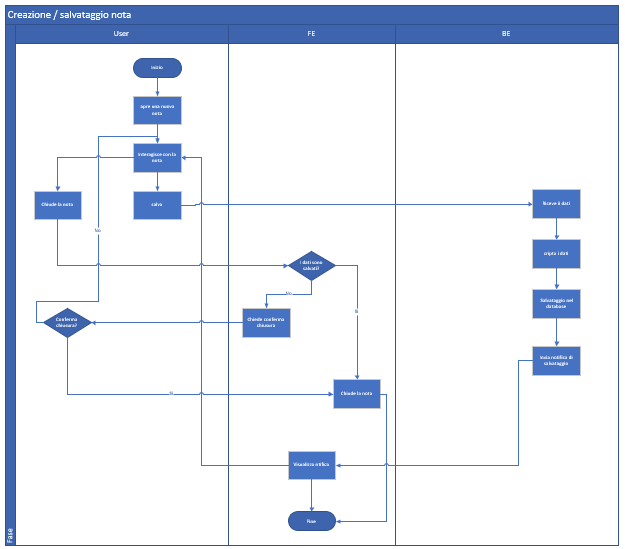 Creazione / salvataggio nota
User
FE
BE
Inizio
apre una nuova
nota
Interagisce con la
nota
Chiude la nota
salva
Riceve i dati
No
cripta i dati
I dati sono
salvati?
No
Salvataggio nel
database
Chiede conferma
chiusura
Conferma
chiusura?
Si
Invia notifica di
salvataggio
Si
Chiude la nota
Visualizza notifica
Fine
Fase